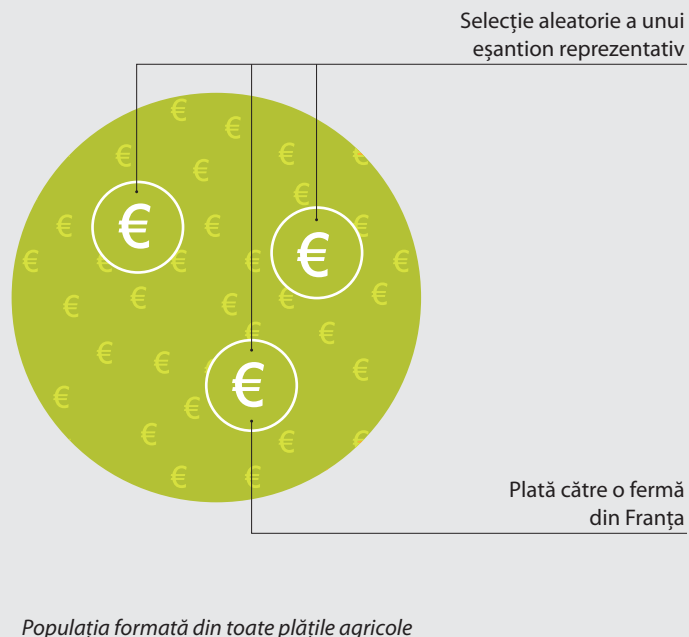 Selecție aleatorie a unui
eșantion reprezentativ
Plată către o fermă
din Franța
Populația formată din toate plățile agricole